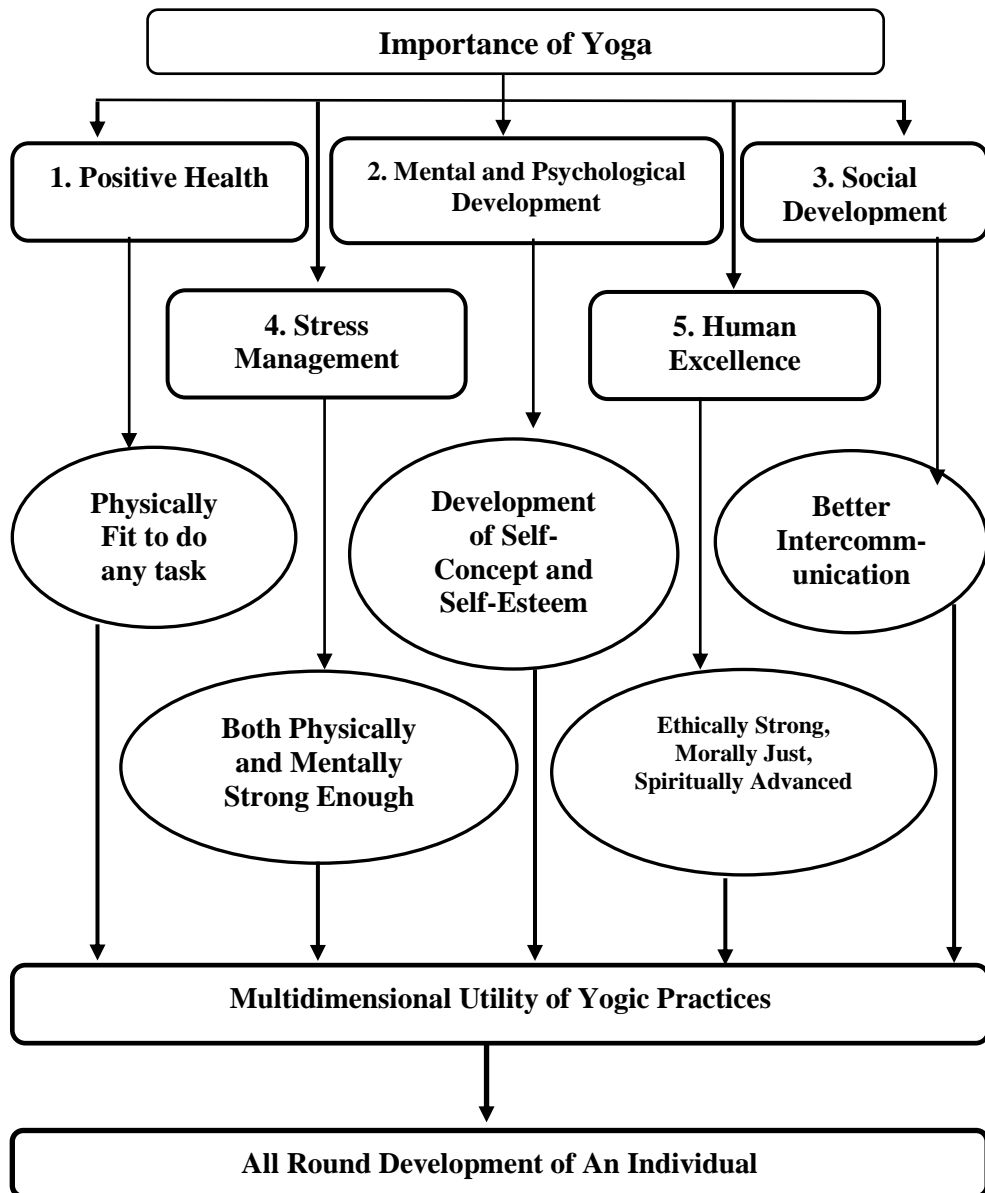 Importance of Yoga
1. Positive Health
2. Mental and Psychological
Development
3. Social
Development
4. Stress
Management
5. Human
Excellence
Physically
Fit to do
any task
Development
of Self-
Concept and
Self-Esteem
Better
Intercomm-
unication
Both Physically
and Mentally
Strong Enough
Ethically Strong,
Morally Just,
Spiritually Advanced
Multidimensional Utility of Yogic Practices
All Round Development of An Individual